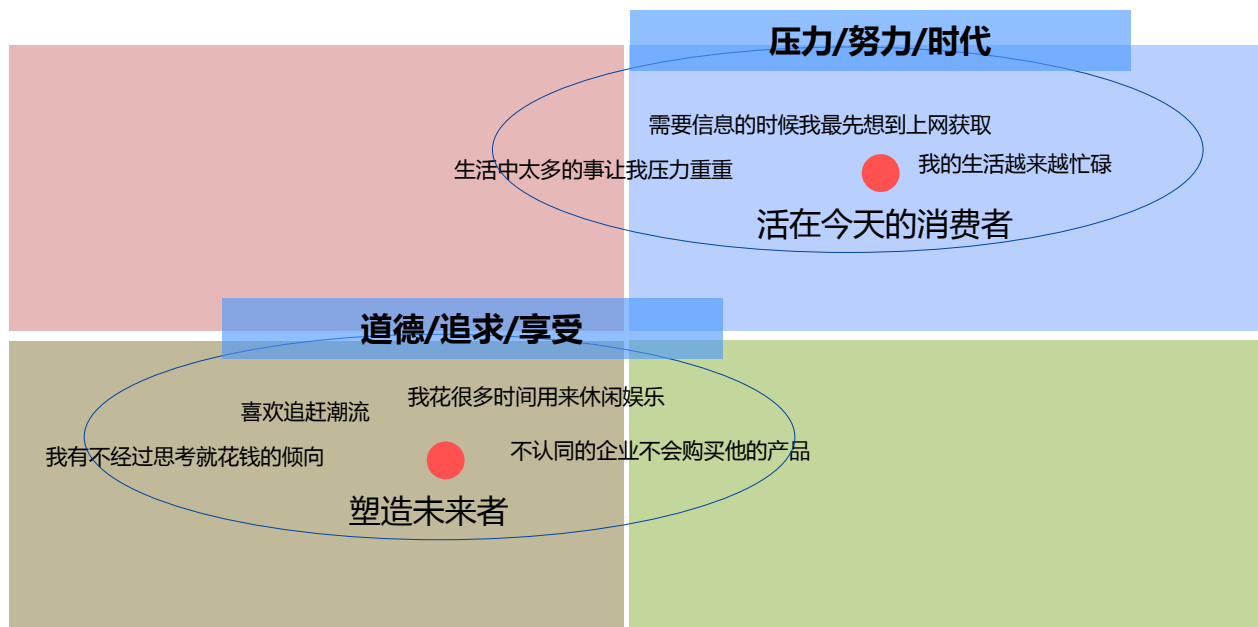 压力/努力/时代
需要信息的时候我最先想到上网获取
生活中太多的事让我压力重重
我的生活越来越忙碌
活在今天的消费者
道德/追求/享受
我花很多时间用来休闲娱乐
喜欢追赶潮流
我有不经过思考就花钱的倾向
不认同的企业不会购买他的产品
塑造未来者